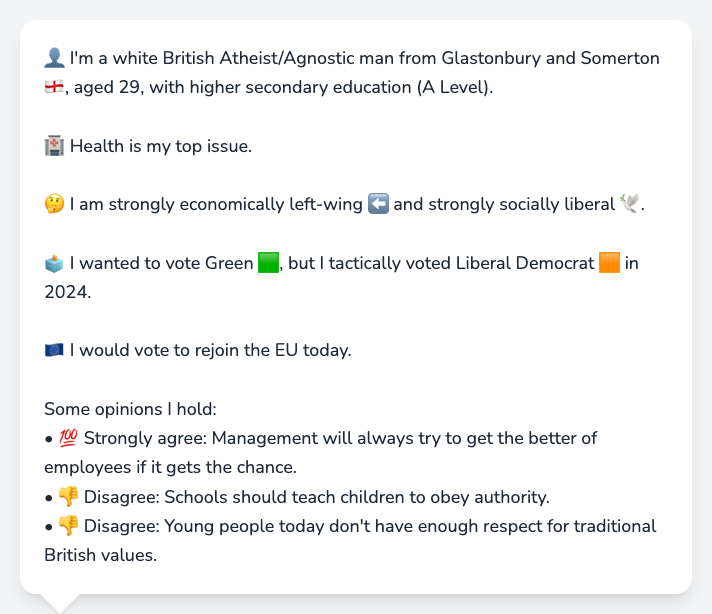 👤 I'm a white British Atheist/Agnostic man from Glastonbury and Somerton
🏴󠁧󠁢󠁥󠁮󠁧󠁿, aged 29, with higher secondary education (A Level).
🏥 Health is my top issue.
🤔 I am strongly economically left-wing ⬅️ and strongly socially liberal 🕊️.
🗳️ I wanted to vote Green 🟩, but I tactically voted Liberal Democrat 🟧 in
2024.
🇪🇺 I would vote to rejoin the EU today.
Some opinions I hold:
• 💯 Strongly agree: Management will always try to get the better of
employees if it gets the chance.
• 👎 Disagree: Schools should teach children to obey authority.
• 👎 Disagree: Young people today don't have enough respect for traditional
British values.